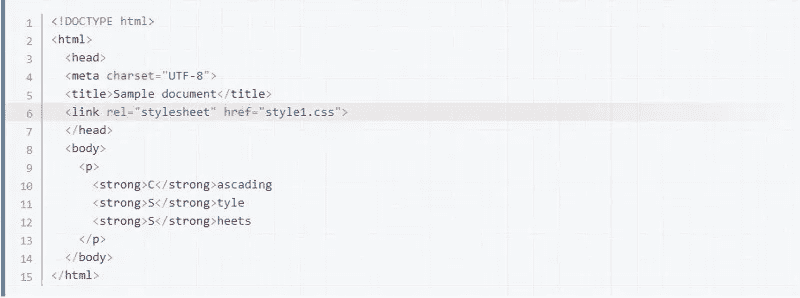 1 <!DOCTYPE html>
2 <html>
3   <head>
4   <meta charset="UTF-8">
5   <title>Sample document</title>
6   <link rel="stylesheet" href="style1.css">
7   </head>
8   <body>
9     <p>
10       <strong>C</strong>ascading
11       <strong>S</strong>tyle
12       <strong>S</strong>heets
13     </p>
14   </body>
15 </html>